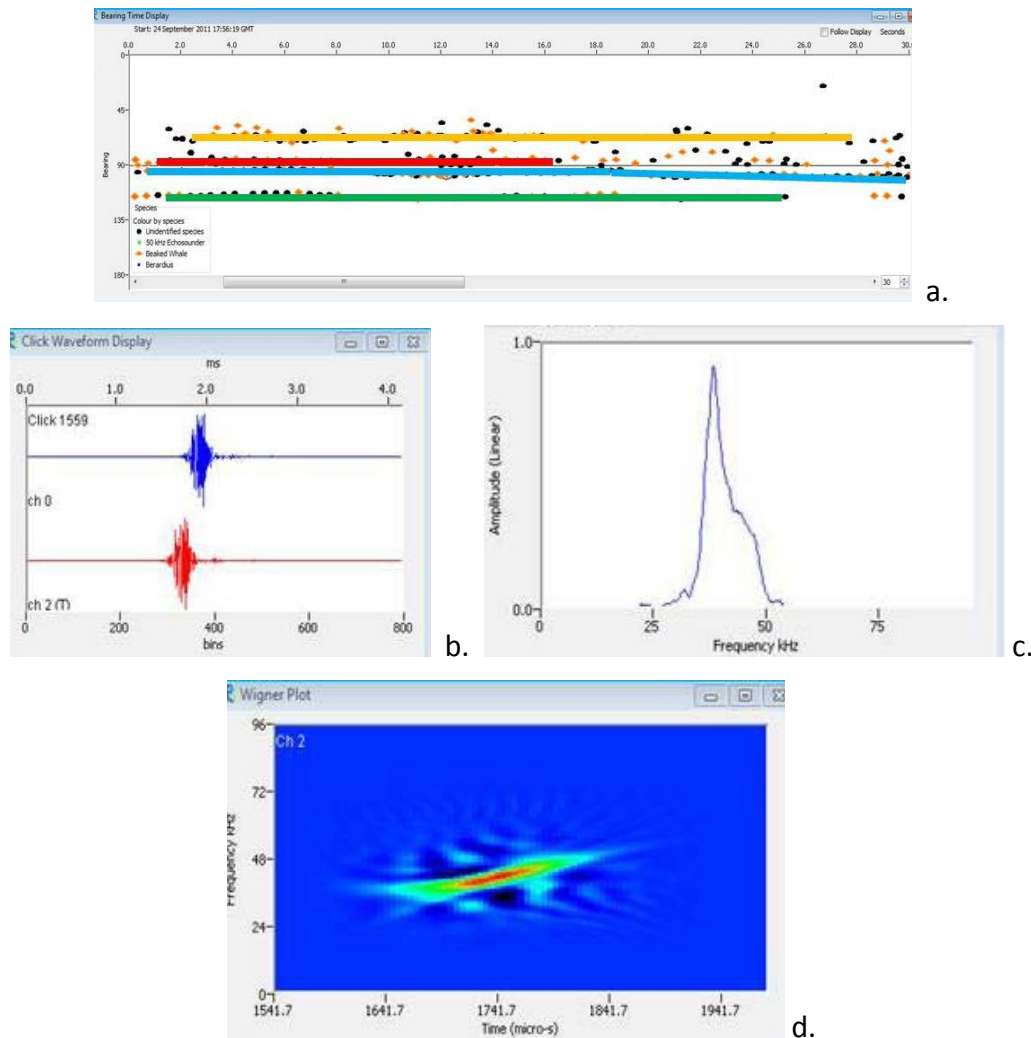 Bearing Time Display
Start: 24 September 2011 17:56:19 GMT
Follow Display Seconds
0.0 2.0 4.0 6.0 8.0 10.0 12.0 14.0 16.0 18.0 20.0 22.0 24.0 26.0 28.0 30.
0
45
90
135
180
Bearing
Species
Colour by species
Unidentified species
50 kHz Echosounder
Beaked Whale
Berardius
30
a.
Click Waveform Display
ms
0.0 1.0 2.0 3.0 4.0
Click 1559
ch 0
ch 2 (T)
0 200 400 600 800
bins
b.
1.0
Amplitude (Linear)
0.0
0 25 50 75
Frequency kHz
c.
Wigner Plot
96
Ch 2
72
48
24
0
Frequency kHz
1541.7 1641.7 1741.7 1841.7 1941.7
Time (micro-s)
d.